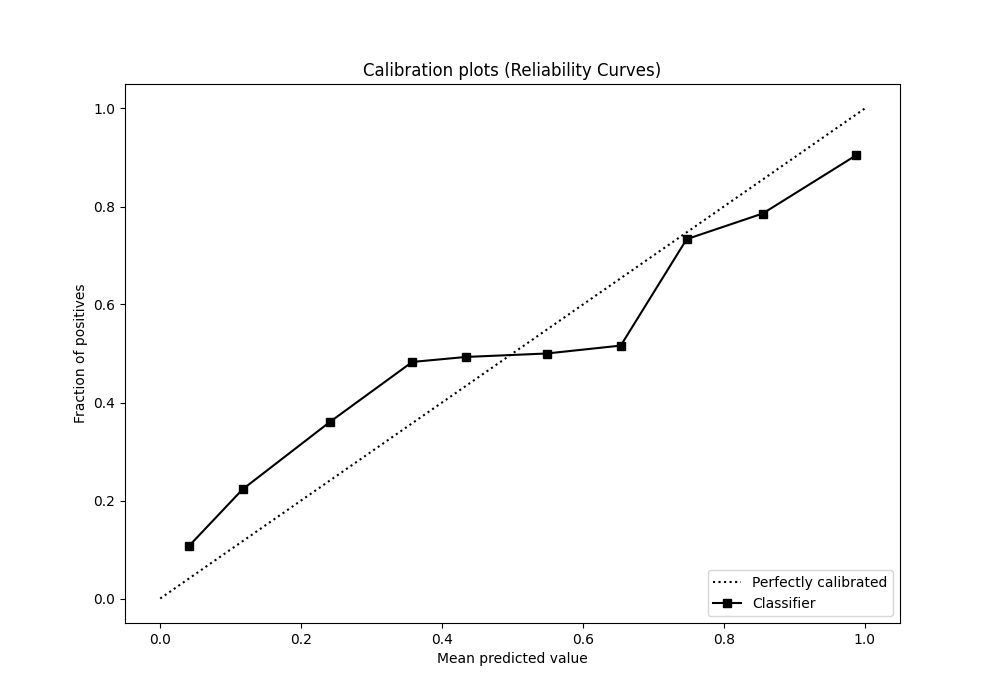 Calibration plots (Reliability Curves)
1.0
0.8
0.6
0.4
0.2
0.0
Fraction of positives
0.0 0.2 0.4 0.6 0.8 1.0
Mean predicted value
Perfectly calibrated
Classifier